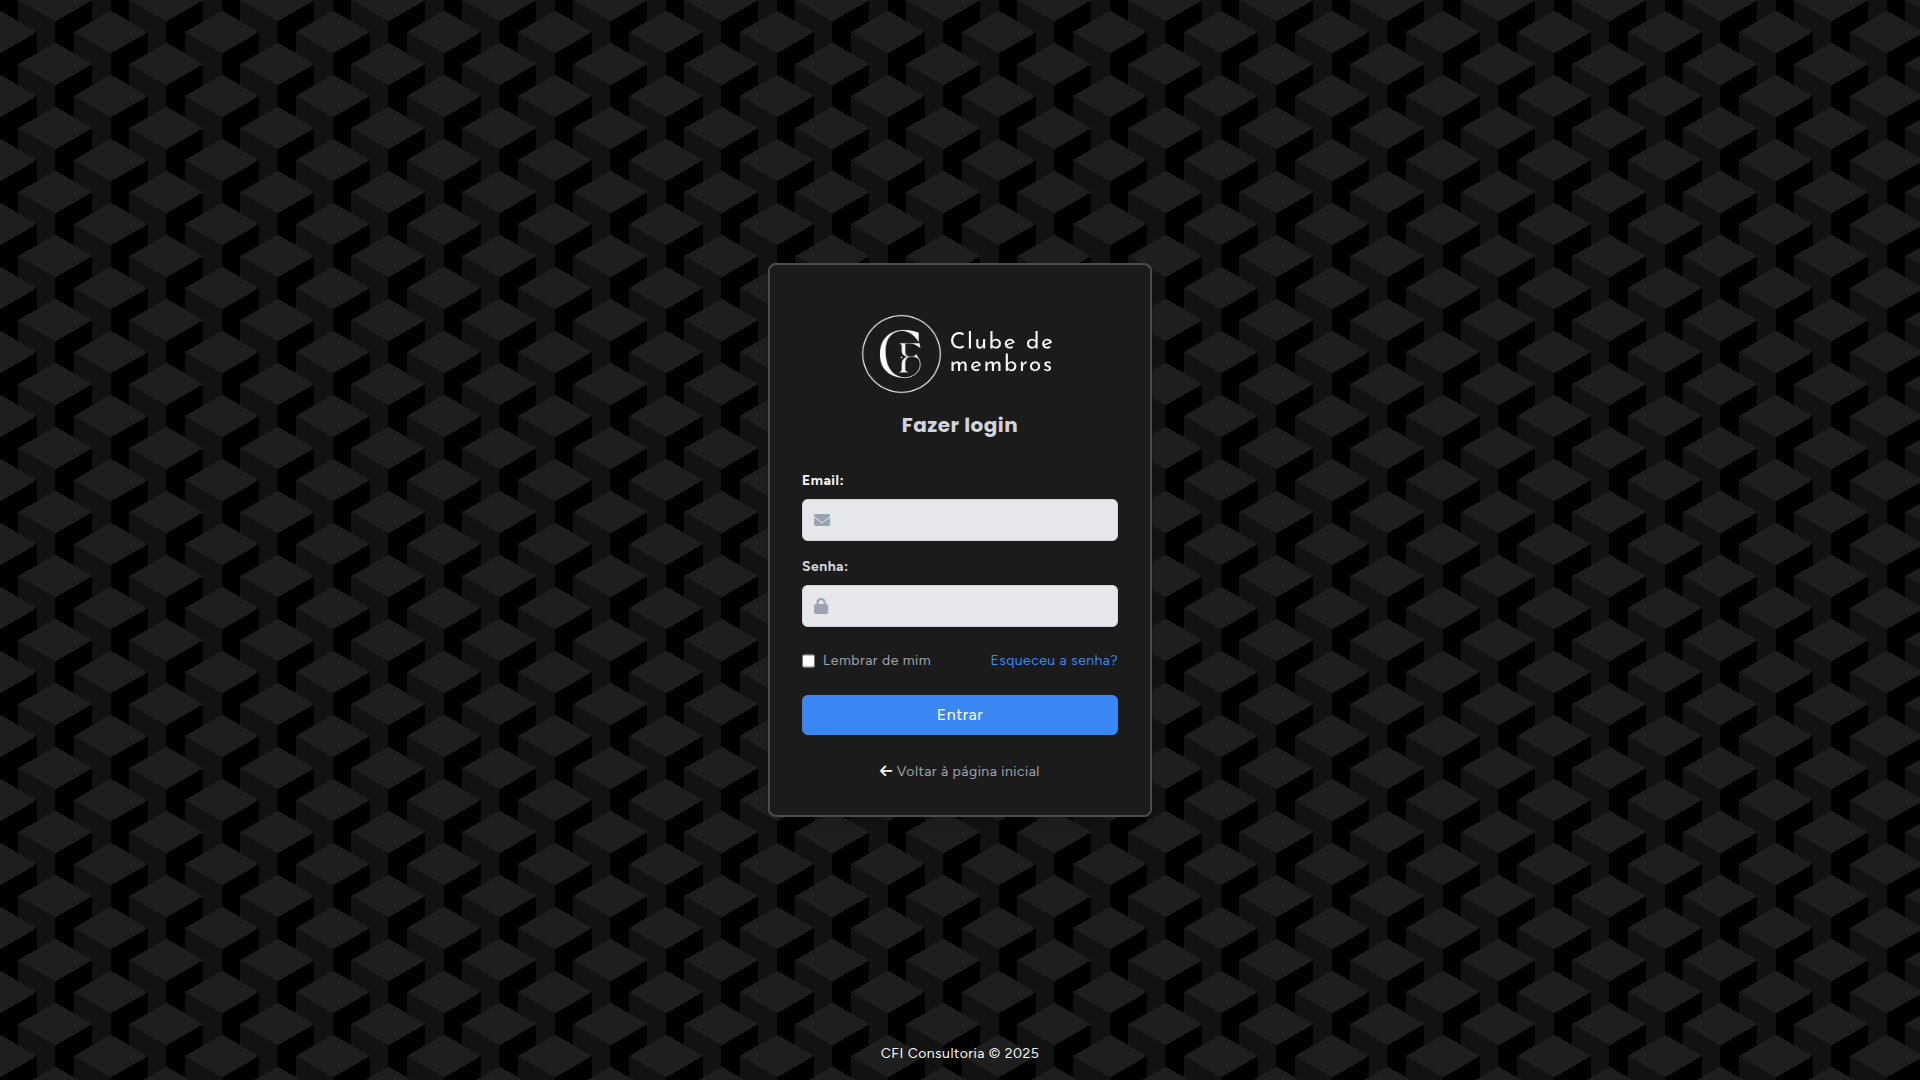 Clube de
membros
Fazer login
Email:
Senha:
Lembrar de mim
Esqueceu a senha?
Entrar
Voltar à página inicial
CFI Consultoria © 2025